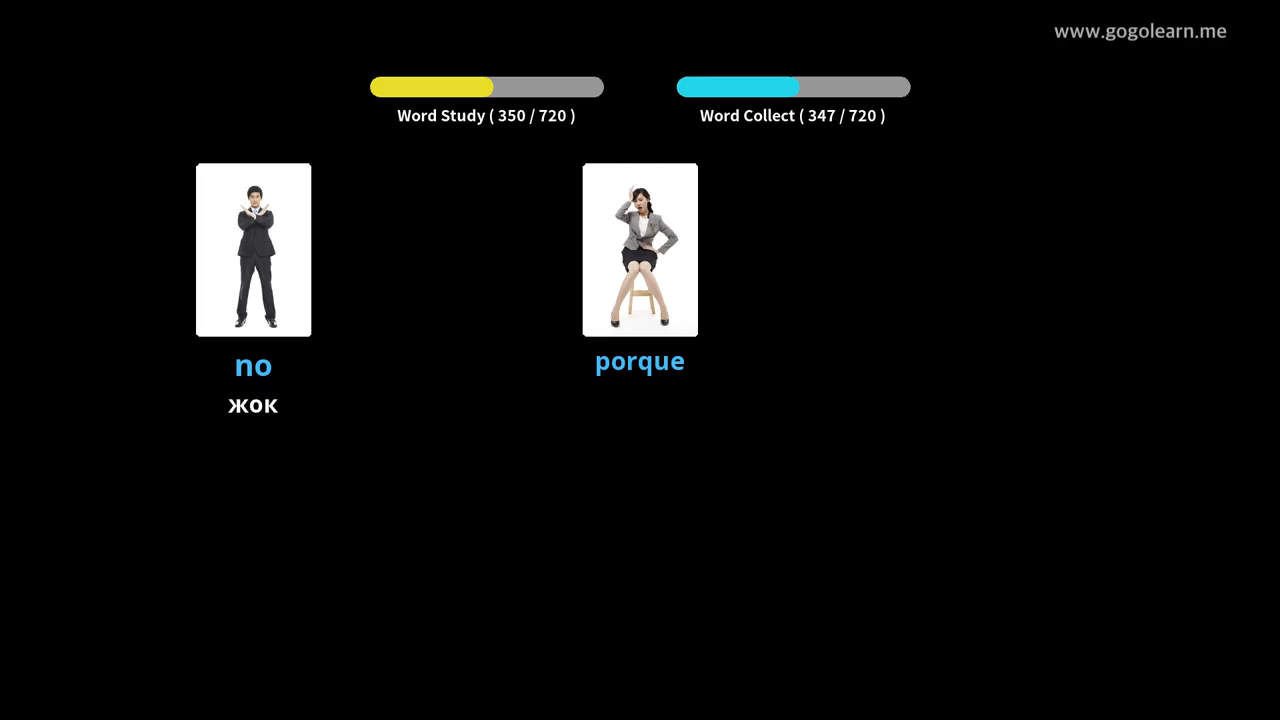 www.gogolearn.me
Word Study ( 350 / 720 )
Word Collect ( 347 / 720 )
no
жок
porque